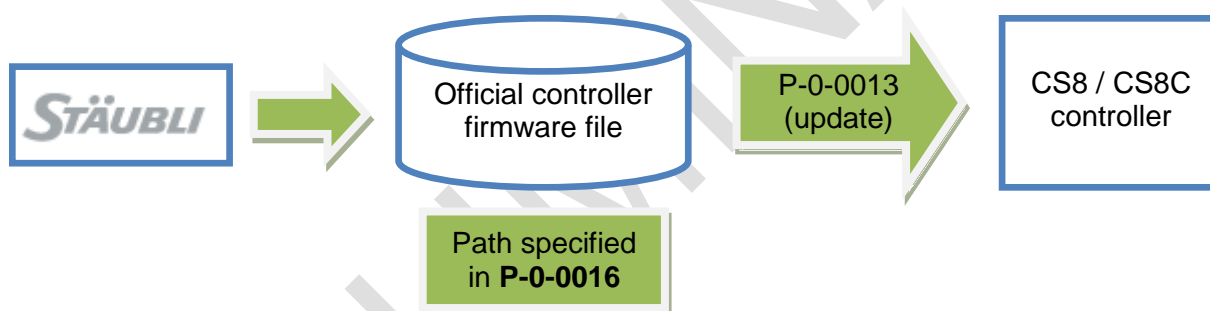 STÄUBLI
Official controller
firmware file
P-0-0013
(update)
CS8 / CS8C
controller
Path specified
in P-0-0016